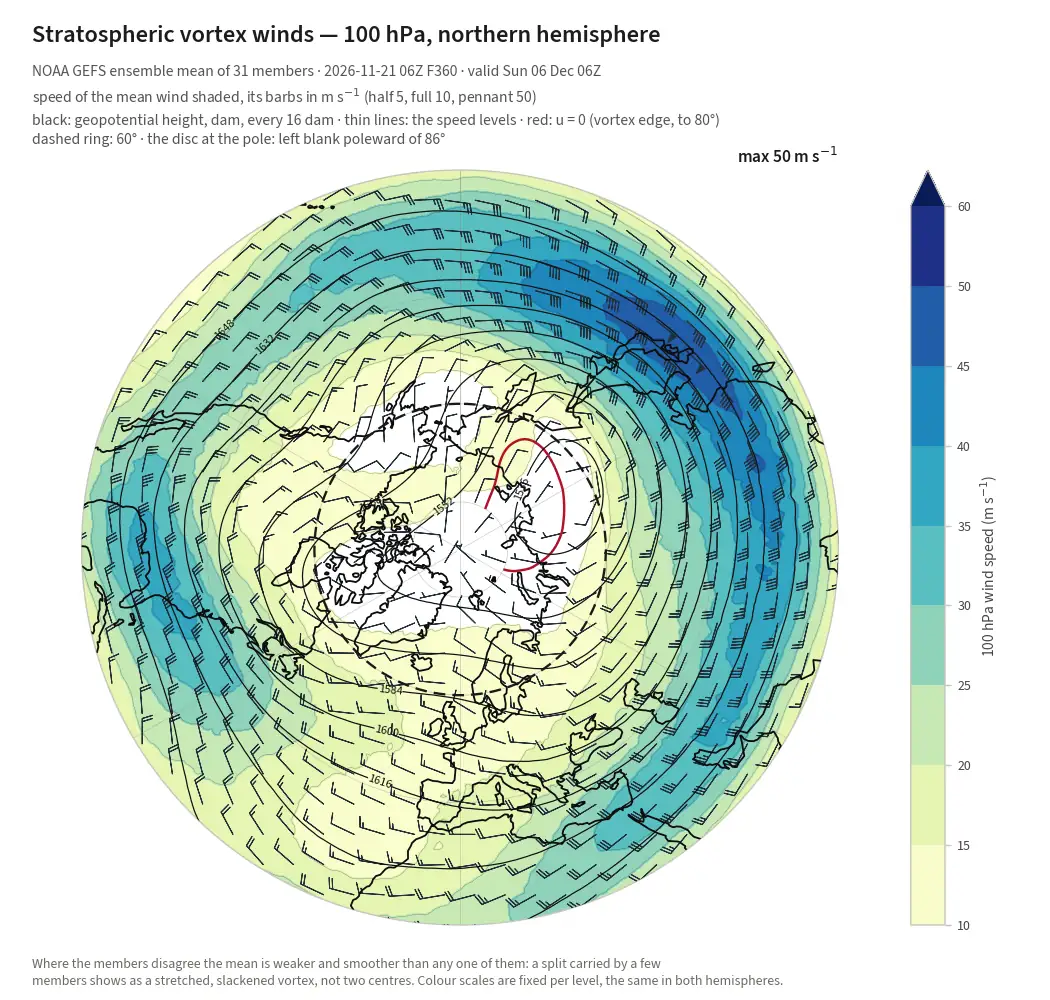 Stratospheric vortex winds — 100 hPa, northern hemisphere
NOAA GEFS ensemble mean of 31 members · 2026-11-21 06Z F360 · valid Sun 06 Dec 06Z
speed of the mean wind shaded, its barbs in m s⁻¹ (half 5, full 10, pennant 50)
black: geopotential height, dam, every 16 dam · thin lines: the speed levels · red: u = 0 (vortex edge, to 80°)
dashed ring: 60° · the disc at the pole: left blank poleward of 86°
max 50 m s⁻¹
60
50
45
40
35
30
25
20
15
10
100 hPa wind speed (m s⁻¹)
1648
1632
1552
1584
1600
1616
Where the members disagree the mean is weaker and smoother than any one of them: a split carried by a few
members shows as a stretched, slackened vortex, not two centres. Colour scales are fixed per level, the same in both hemispheres.